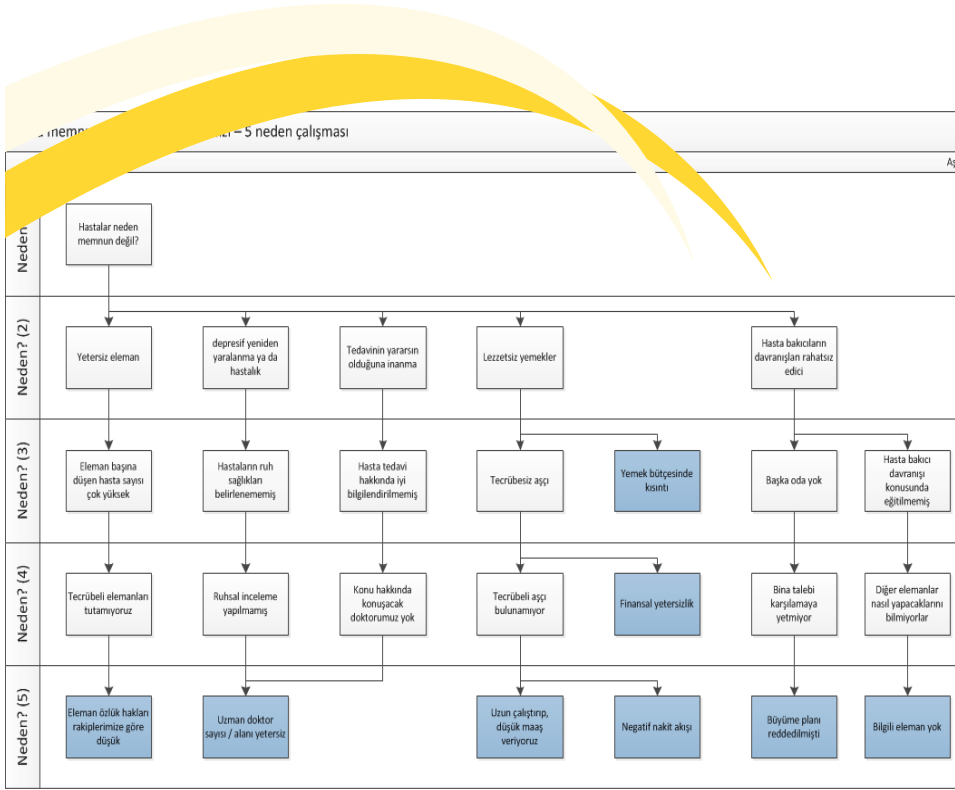 – 5 neden çalışması
Neden
Hastalar neden
memnun değil?
Neden? (2)
Yetersiz eleman
depresif yeniden
yaralanma ya da
hastalık
Tedavinin yararsın
olduğuna inanma
Lezzetsiz yemekler
Hasta bakıcıların
davranışları rahatsız
edici
Neden? (3)
Eleman başına
düşen hasta sayısı
çok yüksek
Hastaların ruh
sağlıkları
belirlenememiş
Hasta tedavi
hakkında iyi
bilgilendirilmemiş
Tecrübesiz aşçı
Yemek bütçesinde
kısıntı
Başka oda yok
Hasta bakıcı
davranışı
konusunda
eğitilmemiş
Neden? (4)
Tecrübeli elemanları
tutamıyoruz
Ruhsal inceleme
yapılmamış
Konu hakkında
konuşacak
doktorumuz yok
Tecrübeli aşçı
bulunamıyor
Finansal yetersizlik
Bina talebi
karşılamaya
yetmiyor
Diğer elemanlar
nasıl yapacaklarını
bilmiyorlar
Neden? (5)
Eleman özlük hakları
rakiplerimize göre
düşük
Uzman doktor
sayısı / alanı yetersiz
Uzun çalıştırıp,
düşük maaş
veriyoruz
Negatif nakit akışı
Büyüme planı
reddedilmişti
Bilgili eleman yok